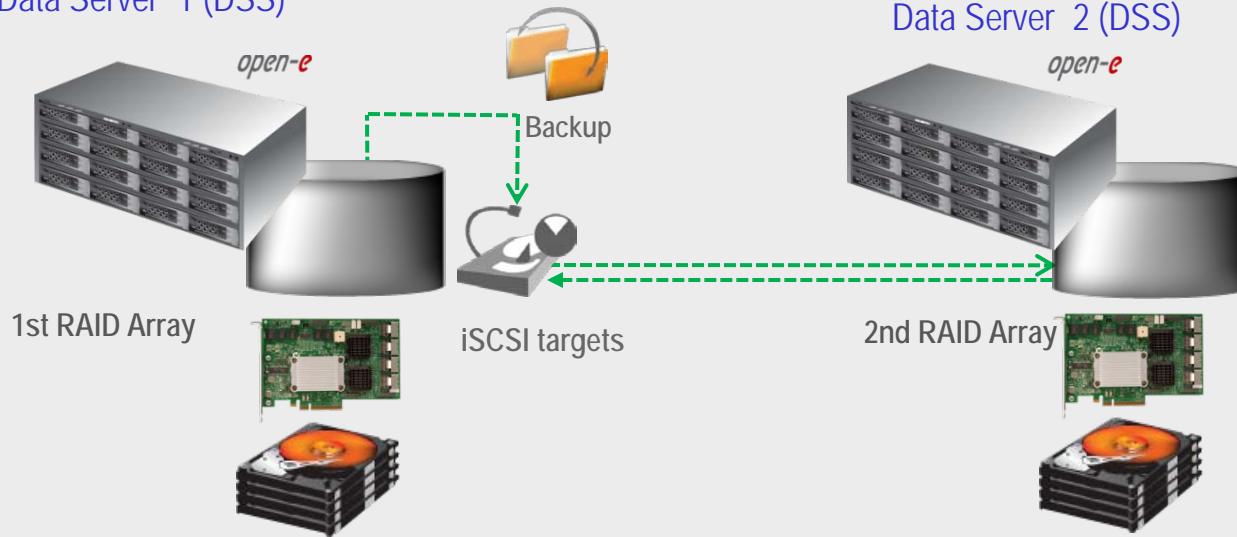 Data Server 1 (DSS)
Data Server 2 (DSS)
open-e
open-e
Backup
1st RAID Array
iSCSI targets
2nd RAID Array